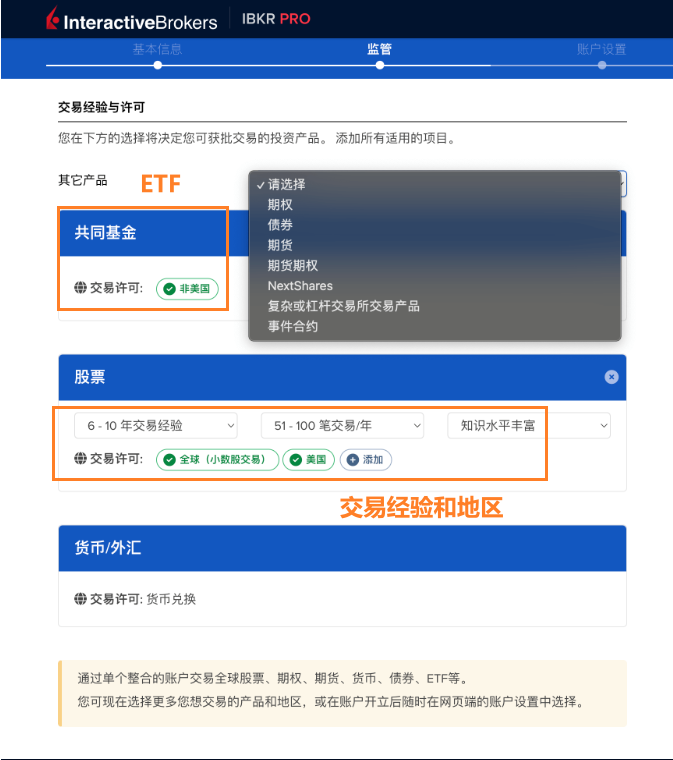 InteractiveBrokers IBKR PRO
基本信息 监管 账户设置
交易经验与许可
您在下方的选择将决定您可获批交易的投资产品。 添加所有适用的项目。
其它产品 ETF
✓请选择
期权
债券
期货
期货期权
NextShares
复杂或杠杆交易所交易产品
事件合约
共同基金
交易许可: 非美国
股票
6 - 10 年交易经验 51 - 100 笔交易/年 知识水平丰富
交易许可: 全球（小数股交易） 美国 添加
交易经验和地区
货币/外汇
交易许可: 货币兑换
通过单个整合的账户交易全球股票、期权、期货、货币、债券、ETF等。
您可现在选择更多您想交易的产品和地区，或在账户开立后随时在网页端的账户设置中选择。